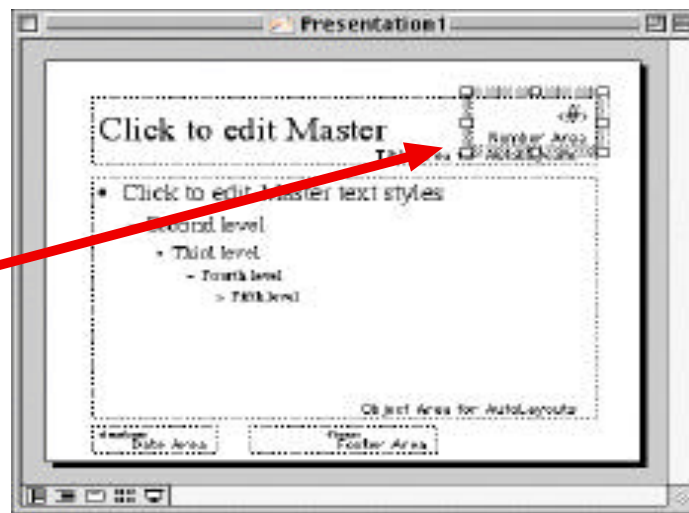 Presentation1
<#>
Click to edit Master
Number Area
• Click to edit Master text styles
Second level
• Third level
- Fourth level
> Fifth level
Object Area for AutoLayouts
Date Area
Footer Area